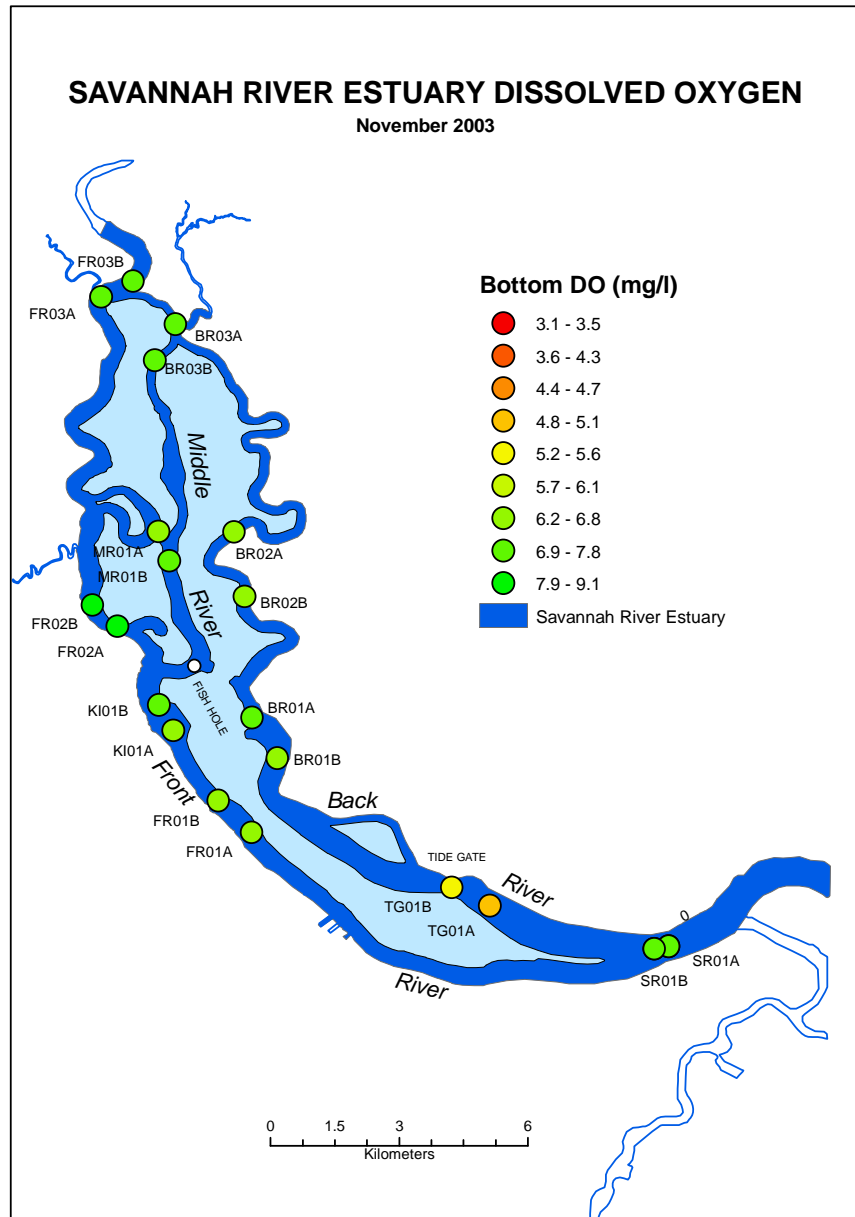 SAVANNAH RIVER ESTUARY DISSOLVED OXYGEN
November 2003
FR03B
FR03A
BR03A
BR03B
Middle
River
MR01A
MR01B
BR02A
BR02B
FR02B
FR02A
FISH HOLE
KI01B
KI01A
BR01A
BR01B
Front
River
FR01B
FR01A
Back
River
TIDE GATE
TG01B
TG01A
0
SR01A
SR01B
Bottom DO (mg/l)
3.1 - 3.5
3.6 - 4.3
4.4 - 4.7
4.8 - 5.1
5.2 - 5.6
5.7 - 6.1
6.2 - 6.8
6.9 - 7.8
7.9 - 9.1
Savannah River Estuary
0 1.5 3 6
Kilometers